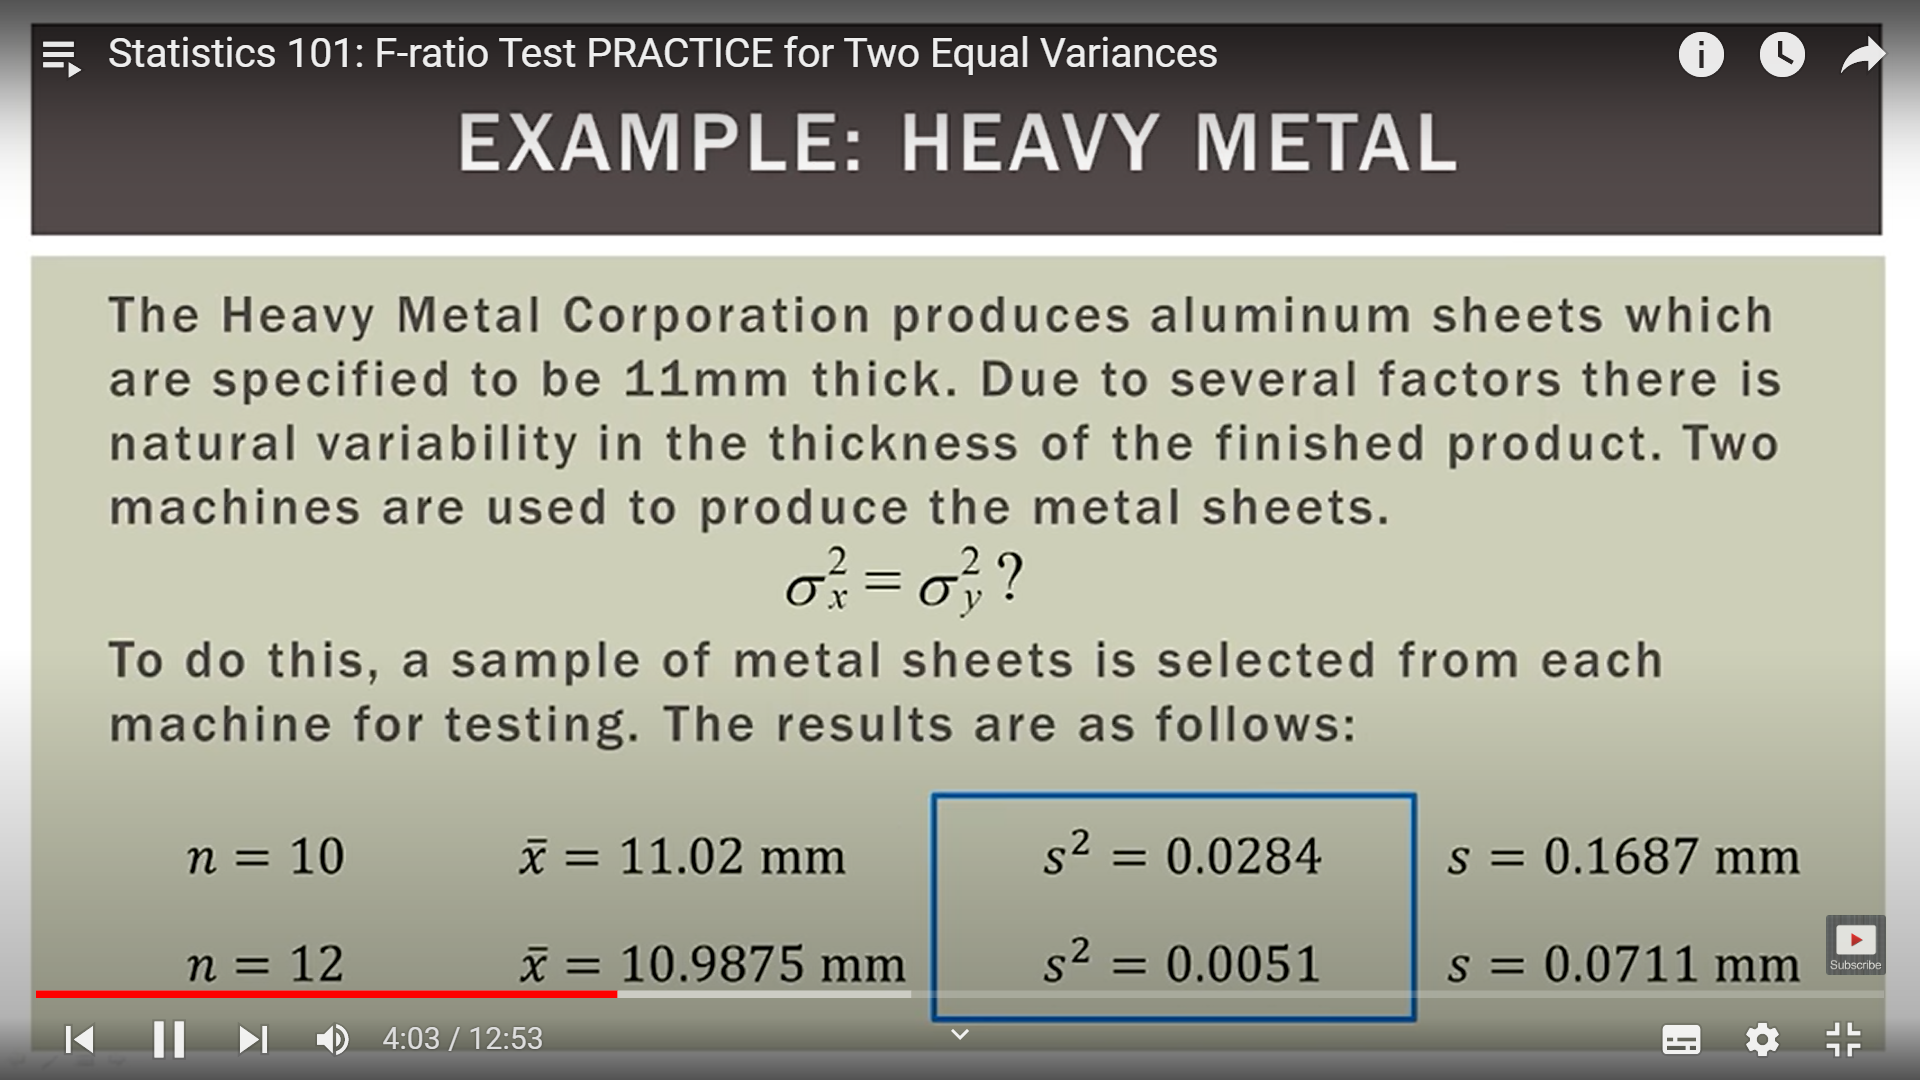 Statistics 101: F-ratio Test PRACTICE for Two Equal Variances
EXAMPLE: HEAVY METAL
The Heavy Metal Corporation produces aluminum sheets which
are specified to be 11mm thick. Due to several factors there is
natural variability in the thickness of the finished product. Two
machines are used to produce the metal sheets.
σ²ₓ = σ²ᵧ ?
To do this, a sample of metal sheets is selected from each
machine for testing. The results are as follows:
n = 10 x̄ = 11.02 mm s² = 0.0284 s = 0.1687 mm
n = 12 x̄ = 10.9875 mm s² = 0.0051 s = 0.0711 mm
Subscribe
4:03 / 12:53